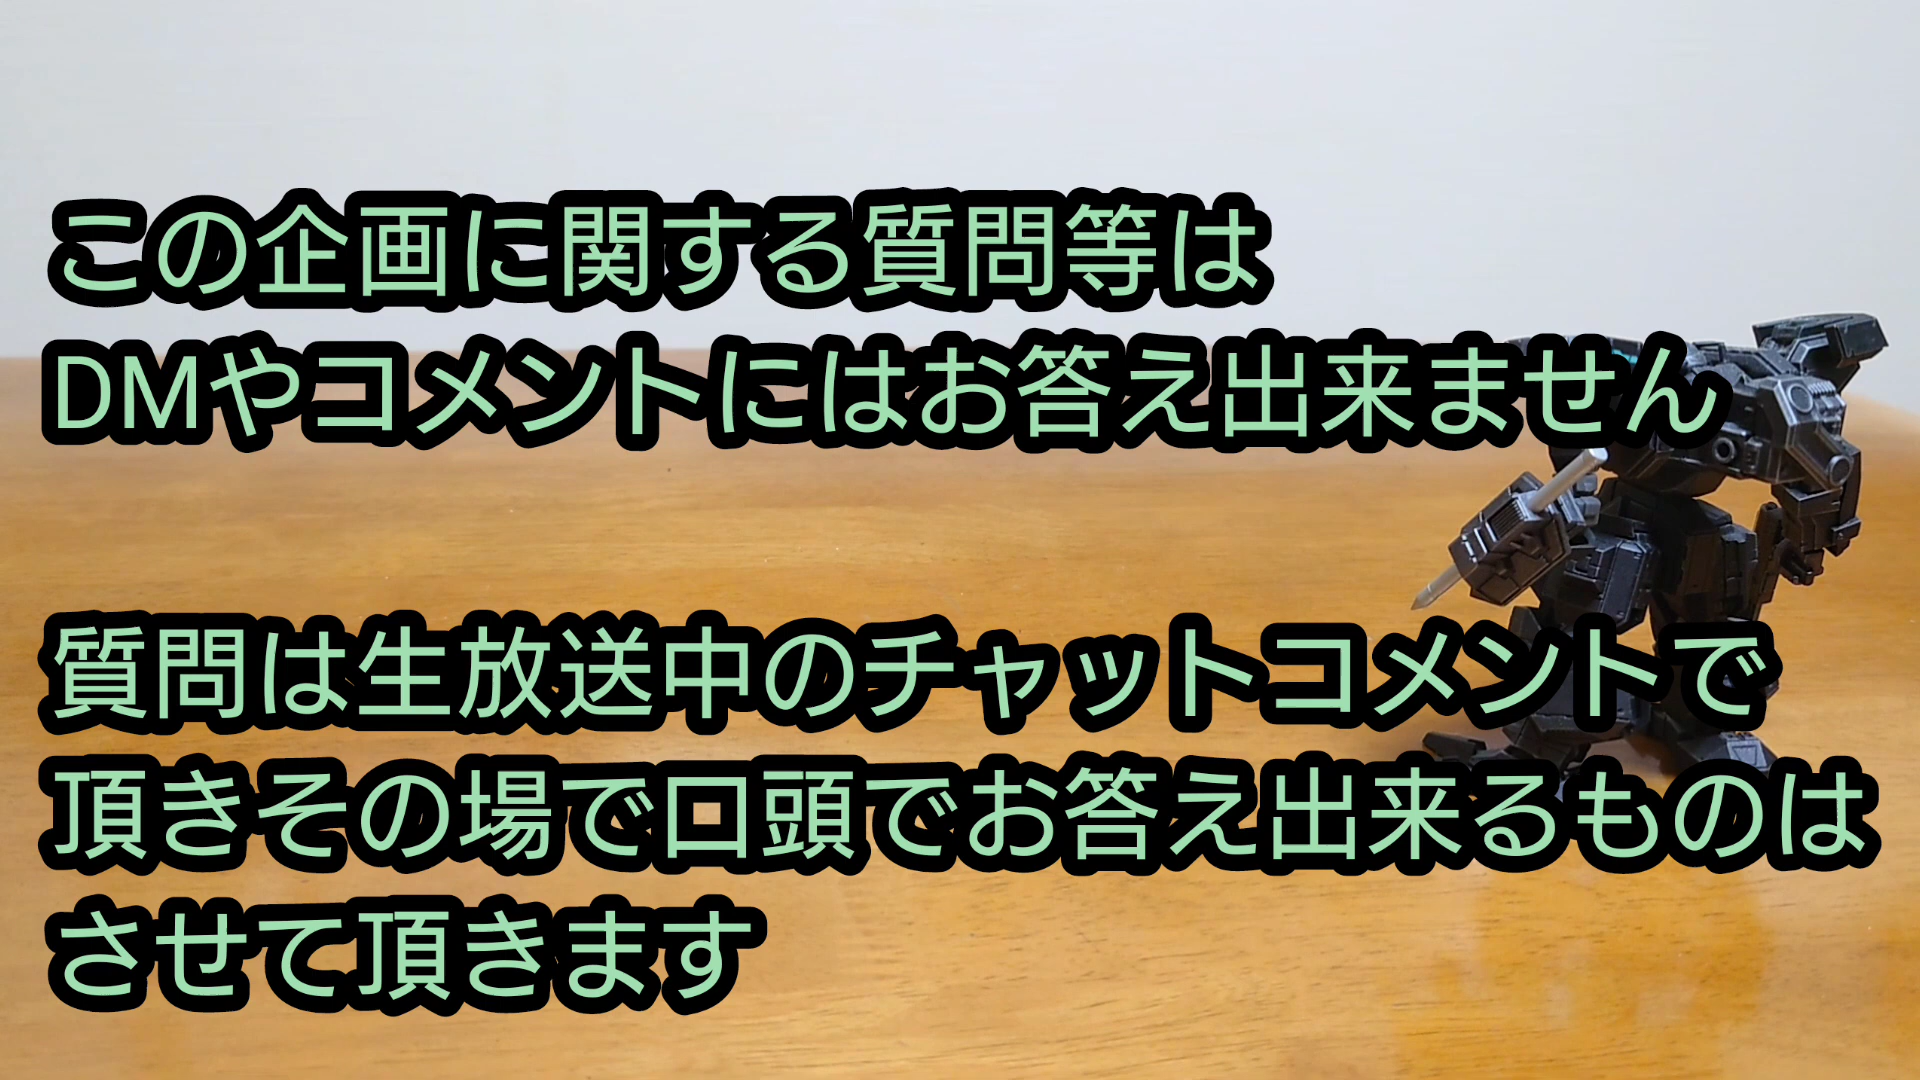 この企画に関する質問等は
DMやコメントにはお答え出来ません
質問は生放送中のチャットコメントで
頂きその場で口頭でお答え出来るものは
させて頂きます